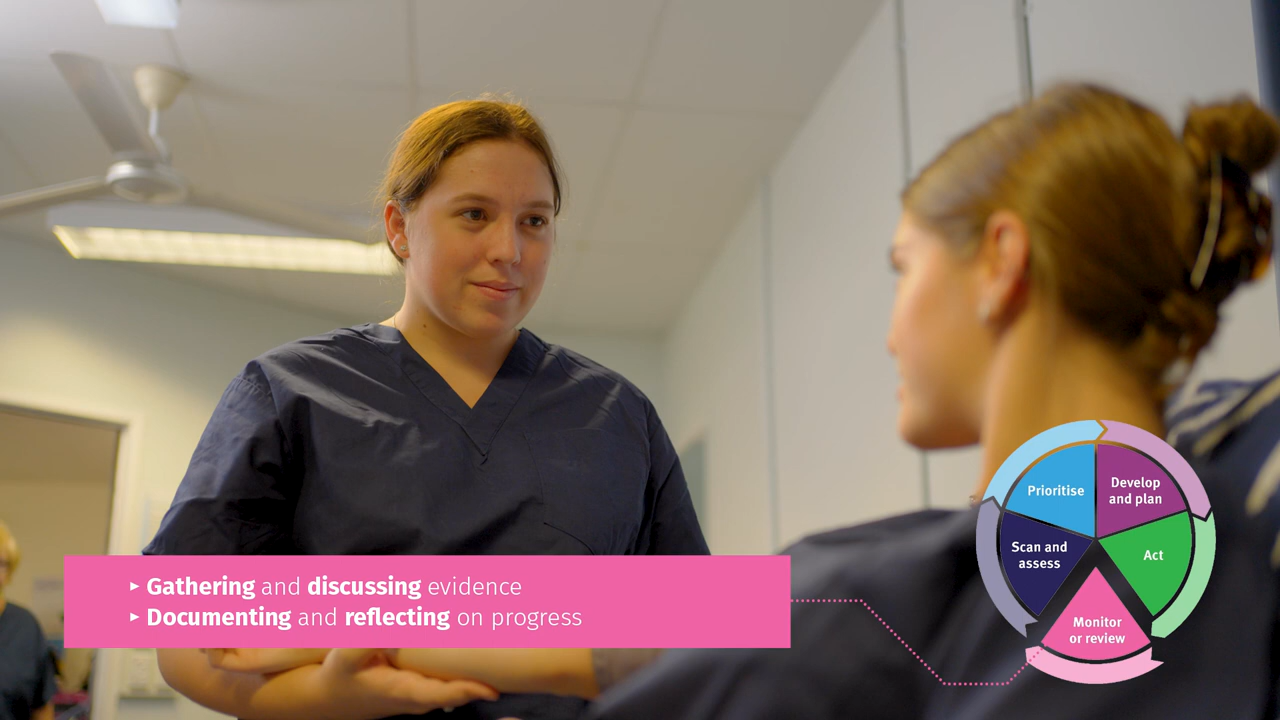 ▸ Gathering and discussing evidence
▸ Documenting and reflecting on progress
Prioritise
Develop
and plan
Scan and
assess
Act
Monitor
or review